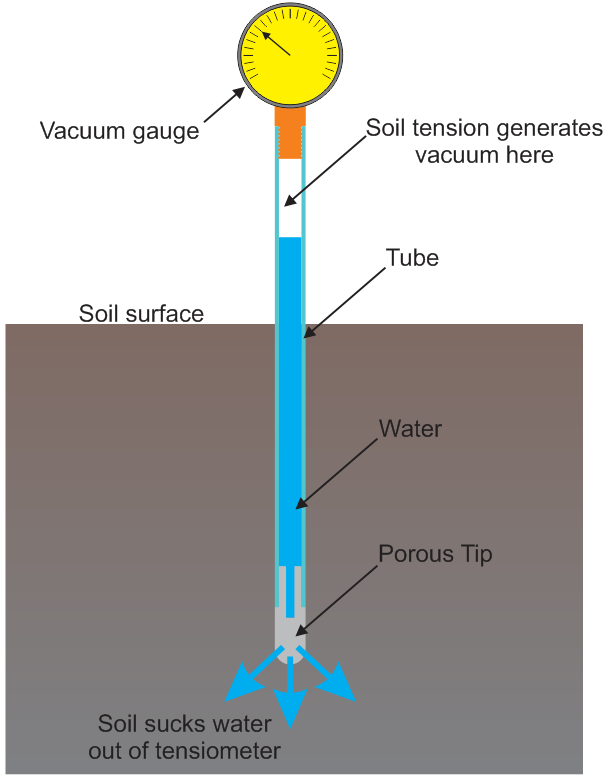 Vacuum gauge
Soil tension generates
vacuum here
Tube
Soil surface
Water
Porous Tip
Soil sucks water
out of tensiometer